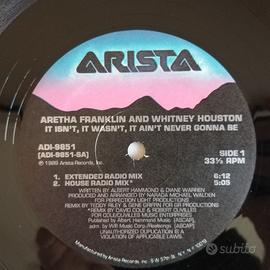 ARISTA
ARETHA FRANKLIN AND WHITNEY HOUSTON
IT ISN'T, IT WASN'T, IT AIN'T NEVER GONNA BE
ADI-9851
[ADI-9851-SA]
℗ 1989 Arista Records, Inc.
SIDE 1
33⅓ RPM
1. EXTENDED RADIO MIX 6:12
2. HOUSE RADIO MIX* 5:05
WRITTEN BY ALBERT HAMMOND & DIANE WARREN
PRODUCED AND ARRANGED BY NARADA MICHAEL WALDEN
FOR PERFECTION LIGHT PRODUCTIONS
REMIX BY TEDDY RILEY & GENE GRIFFIN FOR GR PRODUCTIONS
*REMIX BY DAVID COLE & ROBERT CLIVILLES
FOR COLE/CLIVILLES MUSIC ENTERPRISES
Published by Albert Hammond Music [ASCAP],
UNAUTHORIZED DUPLICATION IS A
VIOLATION OF APPLICABLE LAWS
Manufactured by Arista Records, Inc.
subito